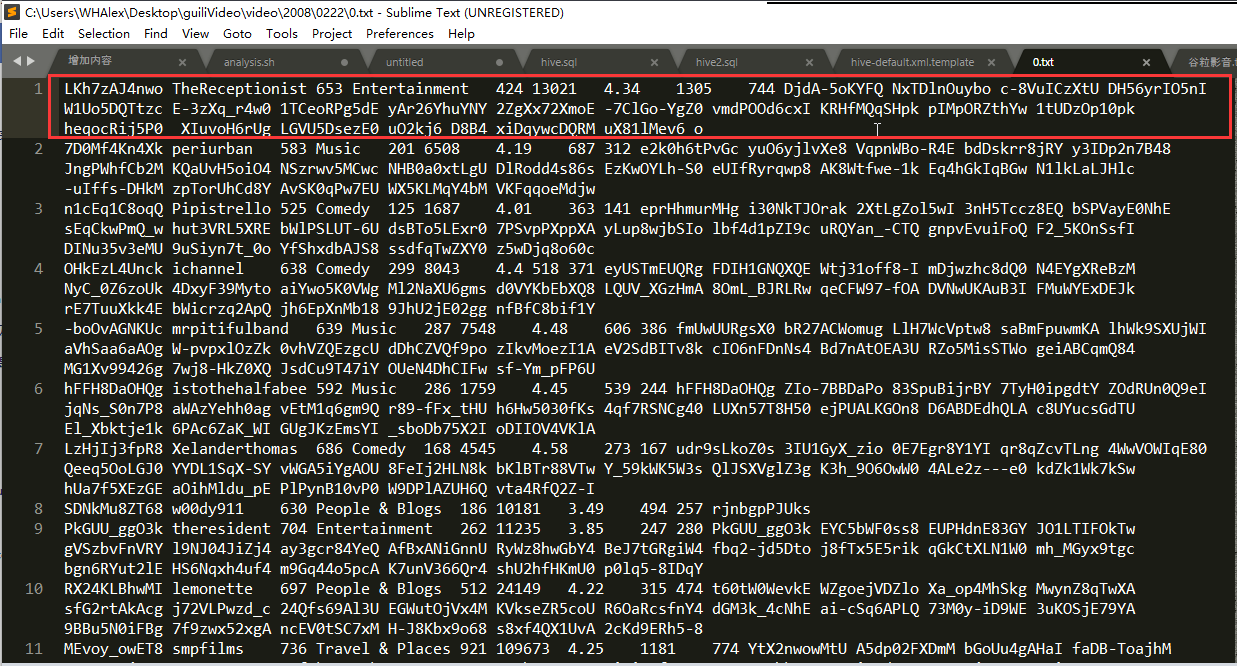 C:\Users\WHAlex\Desktop\guiliVideo\video\2008\0222\0.txt - Sublime Text (UNREGISTERED)
File Edit Selection Find View Goto Tools Project Preferences Help
增加内容 analysis.sh untitled hive.sql hive2.sql hive-default.xml.template 0.txt 谷粒影音.t
1 LKh7zAJ4nwo TheReceptionist 653 Entertainment 424 13021 4.34 1305 744 DjdA-5oKYFQ NxTDlnOuybo c-8VuICzXtU DH56yrIO5nI
W1Uo5DQTtzc E-3zXq_r4w0 1TCeoRPg5dE yAr26YhuYNY 2ZgXx72XmoE -7ClGo-YgZ0 vmdPOOd6cxI KRHfMQqSHpk pIMpORZthYw 1tUDzOp10pk
heqocRij5P0 XIuvoH6rUg LGVU5DsezE0 uO2kj6_D8B4 xiDqywcDQRM uX81lMev6_o
2 7D0Mf4Kn4Xk periurban 583 Music 201 6508 4.19 687 312 e2k0h6tPvGc yuO6yjlvXe8 VqpnWBo-R4E bdDskrr8jRY y3IDp2n7B48
JngPWhfCb2M KQaUvH5oiO4 NSzrwv5MCwc NHB0a0xtLgU DlRodd4s86s EzKwOYLh-S0 eUIfRyrqwp8 AK8Wtfwe-1k Eq4hGkIqBGw N1lkLaLJHlc
-uIffs-DHkM zpTorUhCd8Y AvSK0qPw7EU WX5KLMqY4bM VKFqqoeMdjw
3 n1cEq1C8oqQ Pipistrello 525 Comedy 125 1687 4.01 363 141 eprHhmurMHg i30NkTJOrak 2XtLgZol5wI 3nH5Tccz8EQ bSPVayE0NhE
sEqCkwPmQ_w hut3VRL5XRE bWlPSLUT-6U dsBTo5LExr0 7PSvpPXppXA yLup8wjbSIo lbf4d1pZI9c uRQYan_-CTQ gnpvEvuiFoQ F2_5KOnSsfI
DINu35v3eMU 9uSiyn7t_0o YfShxdbAJS8 ssdfqTwZXY0 z5wDjq8o60c
4 OHkEzL4Unck ichannel 638 Comedy 299 8043 4.4 518 371 eyUSTmEUQRg FDIH1GNQXQE Wtj31off8-I mDjwzhc8dQ0 N4EYgXReBzM
NyC_0Z6zoUk 4DxyF39Myto aiYwo5K0VWg Ml2NaXU6gms d0VYKbEbXQ8 LQUV_XGzHmA 8OmL_BJRLRw qeCFW97-fOA DVNwUKAuB3I FMuWYExDEJk
rE7TuuXkk4E bWicrzq2ApQ jh6EpXnMb18 9JhU2jE02gg nfBfC8bif1Y
5 -boOvAGNKUc mrpitifulband 639 Music 287 7548 4.48 606 386 fmUwUURgsX0 bR27ACWomug LlH7WcVptw8 saBmFpuwmKA lhWk9SXUjWI
aVhSaa6aAOg W-pvpxlOzZk 0vhVZQEzgcU dDhCZVQf9po zIkvMoezI1A eV2SdBITv8k cIO6nFDnNs4 Bd7nAtOEA3U RZo5MisSTWo geiABCqmQ84
MG1Xv99426g 7wj8-HkZ0XQ JsdCu9T47iY OUeN4DhCIFw sf-Ym_pFP6U
6 hFFH8DaOHQg istothehalfabee 592 Music 286 1759 4.45 539 244 hFFH8DaOHQg ZIo-7BBDaPo 83SpuBijrBY 7TyH0ipgdtY ZOdRUn0Q9eI
jqNs_S0n7P8 aWAzYehh0ag vEtM1q6gm9Q r89-fFx_tHU h6Hw5030fKs 4qf7RSNCg40 LUXn57T8H50 ejPUALKGOn8 D6ABDEdhQLA c8UYucsGdTU
El_Xbktje1k 6PAc6ZaK_WI GUgJKzEmsYI _sboDb75X2I oDIIOV4VKlA
7 LzHjIj3fpR8 Xelanderthomas 686 Comedy 168 4545 4.58 273 167 udr9sLkoZ0s 3IU1GyX_zio 0E7Egr8Y1YI qr8qZcvTLng 4WwVOWIqE80
Qeeq5OoLGJ0 YYDL1SqX-SY vWGA5iYgAOU 8FeIj2HLN8k bKlBTr88VTw Y_59kWK5W3s QlJSXVglZ3g K3h_9O6OwW0 4ALe2z---e0 kdZk1Wk7kSw
hUa7f5XEzGE aOihMldu_pE PlPynB10vP0 W9DPlAZUH6Q vta4RfQ2Z-I
8 SDNkMu8ZT68 w00dy911 630 People & Blogs 186 10181 3.49 494 257 rjnbgpPJUks
9 PkGUU_ggO3k theresident 704 Entertainment 262 11235 3.85 247 280 PkGUU_ggO3k EYC5bWF0ss8 EUPHdnE83GY JO1LTIFOkTw
gVSzbvFnVRY l9NJ04JiZj4 ay3gcr84YeQ AfBxANiGnnU RyWz8hwGbY4 BeJ7tGRgiW4 fbq2-jd5Dto j8fTx5E5rik qGkCtXLN1W0 mh_MGyx9tgc
bgn6RYut2lE HS6Nqxh4uf4 m9Gq44o5pcA K7unV366Qr4 shU2hfHKmU0 p0lq5-8IDqY
10 RX24KLBhwMI lemonette 697 People & Blogs 512 24149 4.22 315 474 t60tW0WevkE WZgoejVDZlo Xa_op4MhSkg MwynZ8qTwXA
sfG2rtAkAcg j72VLPwzd_c 24Qfs69Al3U EGWutOjVx4M KVkseZR5coU R6OaRcsfnY4 dGM3k_4cNhE ai-cSq6APLQ 73M0y-iD9WE 3uKOSjE79YA
9BBu5N0iFBg 7f9zwx52xgA ncEV0tSC7xM H-J8Kbx9o68 s8xf4QX1UvA 2cKd9ERh5-8
11 MEvoy_owET8 smpfilms 736 Travel & Places 921 109673 4.25 1181 774 YtX2nwowMtU A5dp02FXDmM bGoUu4gAHaI faDB-ToajhM